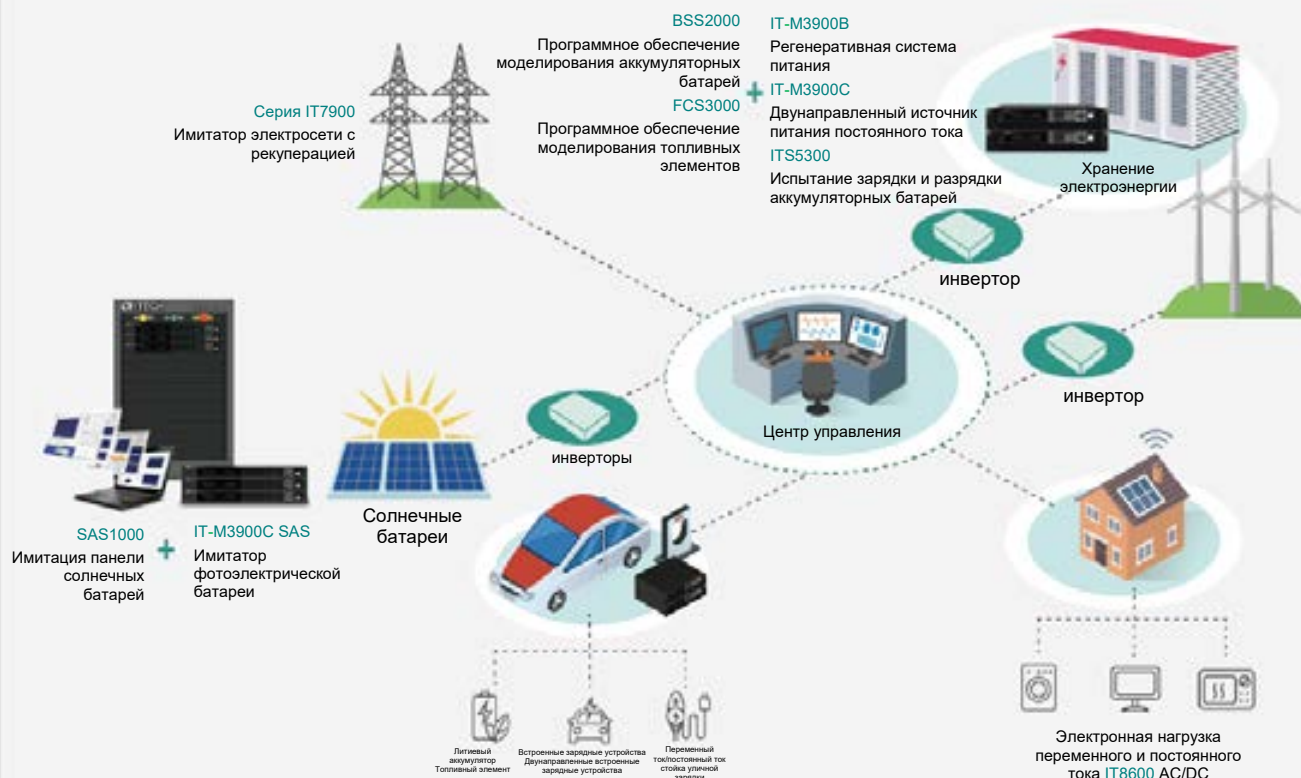 BSS2000
Программное обеспечение
моделирования аккумуляторных
батарей
FCS3000
Программное обеспечение
моделирования топливных
элементов
IT-M3900B
Регенеративная система
питания
IT-M3900C
Двунаправленный источник
питания постоянного тока
ITS5300
Испытание зарядки и разрядки
аккумуляторных батарей
Хранение
электроэнергии
Серия IT7900
Имитатор электросети с
рекуперацией
инвертор
инвертор
Центр управления
инверторы
ITECH
Солнечные
батареи
SAS1000
Имитация панели
солнечных
батарей
IT-M3900C SAS
Имитатор
фотоэлектрической
батареи
Литиевый
аккумулятор
Топливный элемент
Встроенные зарядные устройства
Двунаправленные встроенные
зарядные устройства
Переменный
ток/постоянный ток
стойка уличной
зарядки
Электронная нагрузка
переменного и постоянного
тока IT8600 AC/DC